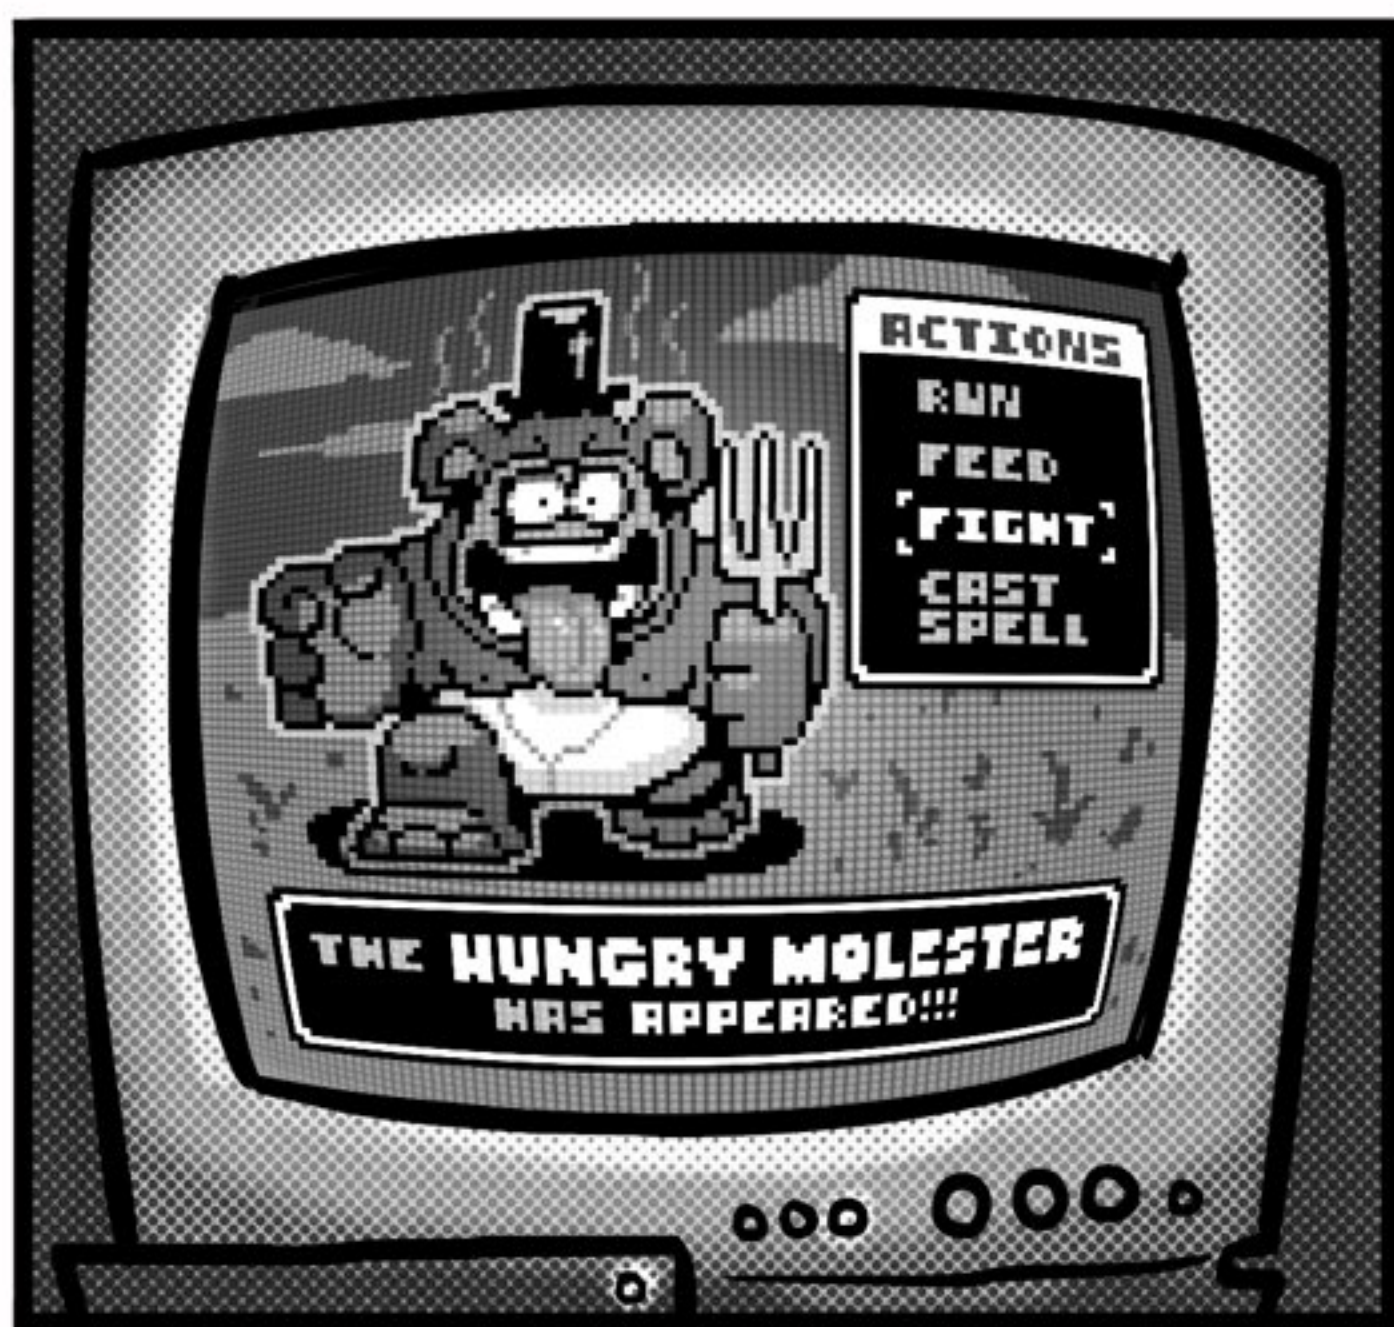 ACTIONS
RUN
FEED
FIGHT
CAST
SPELL
THE HUNGRY MOLESTER
HAS APPEARED!!!